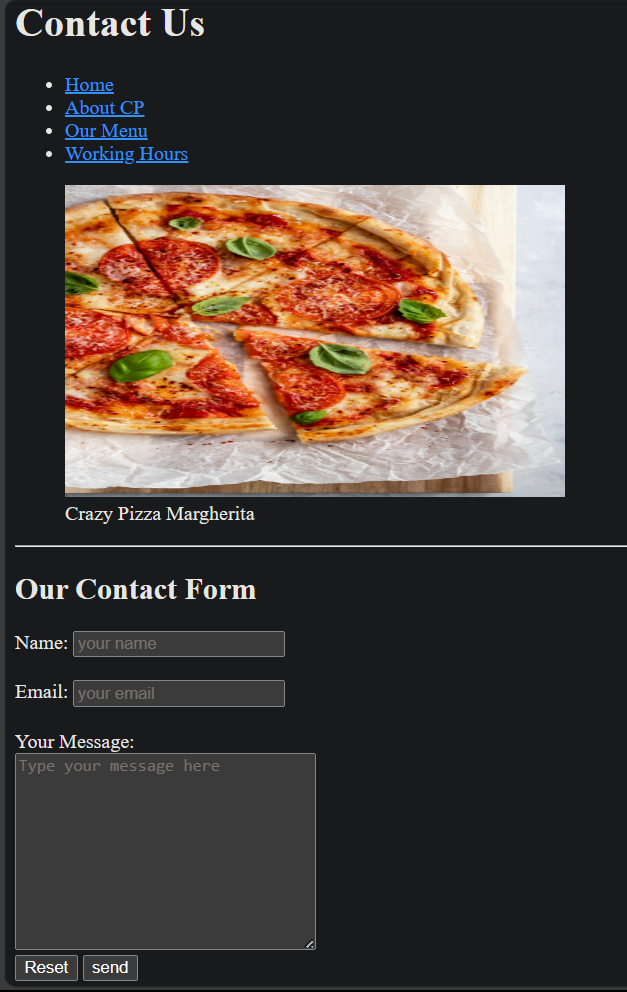 Contact Us
Home
About CP
Our Menu
Working Hours
Crazy Pizza Margherita
Our Contact Form
Name: your name
Email: your email
Your Message:
Type your message here
Reset send